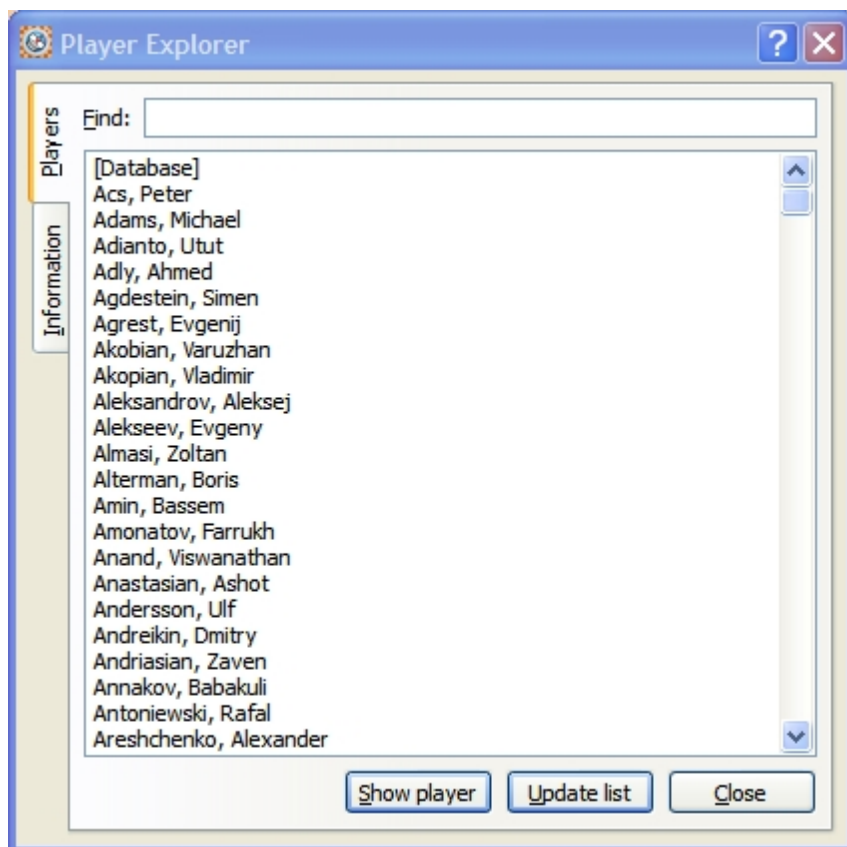 Player Explorer
Players
Information
Find:
[Database]
Acs, Peter
Adams, Michael
Adianto, Utut
Adly, Ahmed
Agdestein, Simen
Agrest, Evgenij
Akobian, Varuzhan
Akopian, Vladimir
Aleksandrov, Aleksej
Alekseev, Evgeny
Almasi, Zoltan
Alterman, Boris
Amin, Bassem
Amonatov, Farrukh
Anand, Viswanathan
Anastasian, Ashot
Andersson, Ulf
Andreikin, Dmitry
Andriasian, Zaven
Annakov, Babakuli
Antoniewski, Rafal
Areshchenko, Alexander
Show player Update list Close